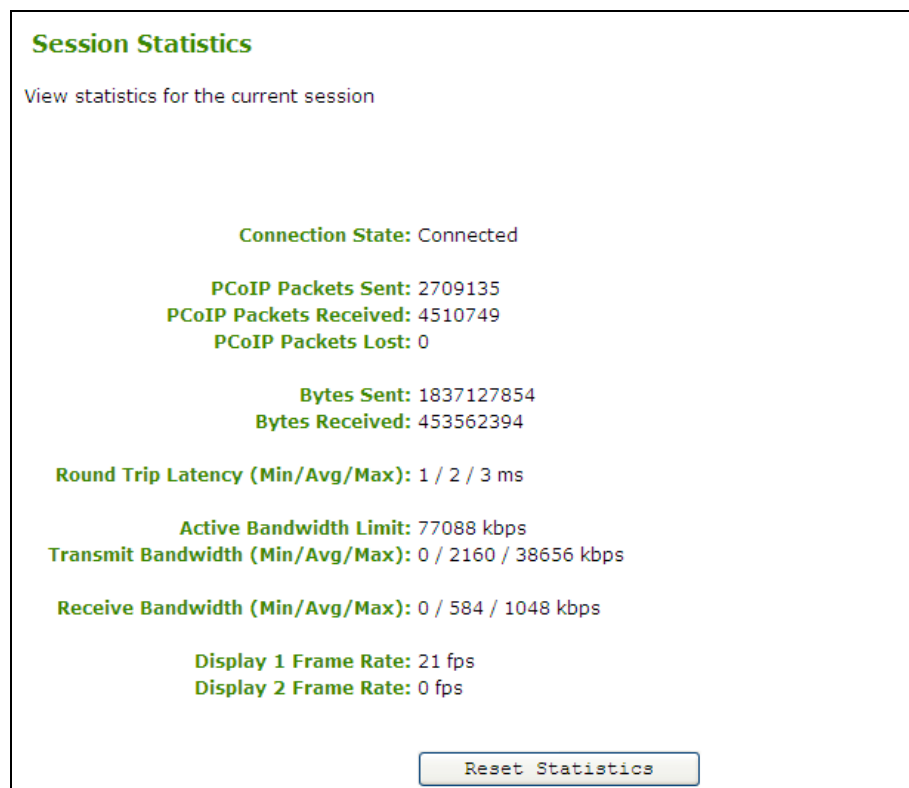 Session Statistics
View statistics for the current session
Connection State: Connected
PCoIP Packets Sent: 2709135
PCoIP Packets Received: 4510749
PCoIP Packets Lost: 0
Bytes Sent: 1837127854
Bytes Received: 453562394
Round Trip Latency (Min/Avg/Max): 1 / 2 / 3 ms
Active Bandwidth Limit: 77088 kbps
Transmit Bandwidth (Min/Avg/Max): 0 / 2160 / 38656 kbps
Receive Bandwidth (Min/Avg/Max): 0 / 584 / 1048 kbps
Display 1 Frame Rate: 21 fps
Display 2 Frame Rate: 0 fps
Reset Statistics